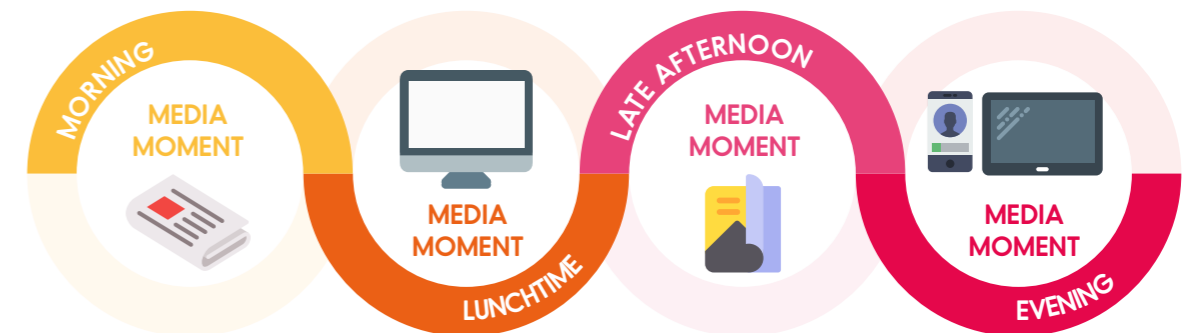 MORNING
MEDIA
MOMENT
MEDIA
MOMENT
LUNCHTIME
LATE AFTERNOON
MEDIA
MOMENT
MEDIA
MOMENT
EVENING